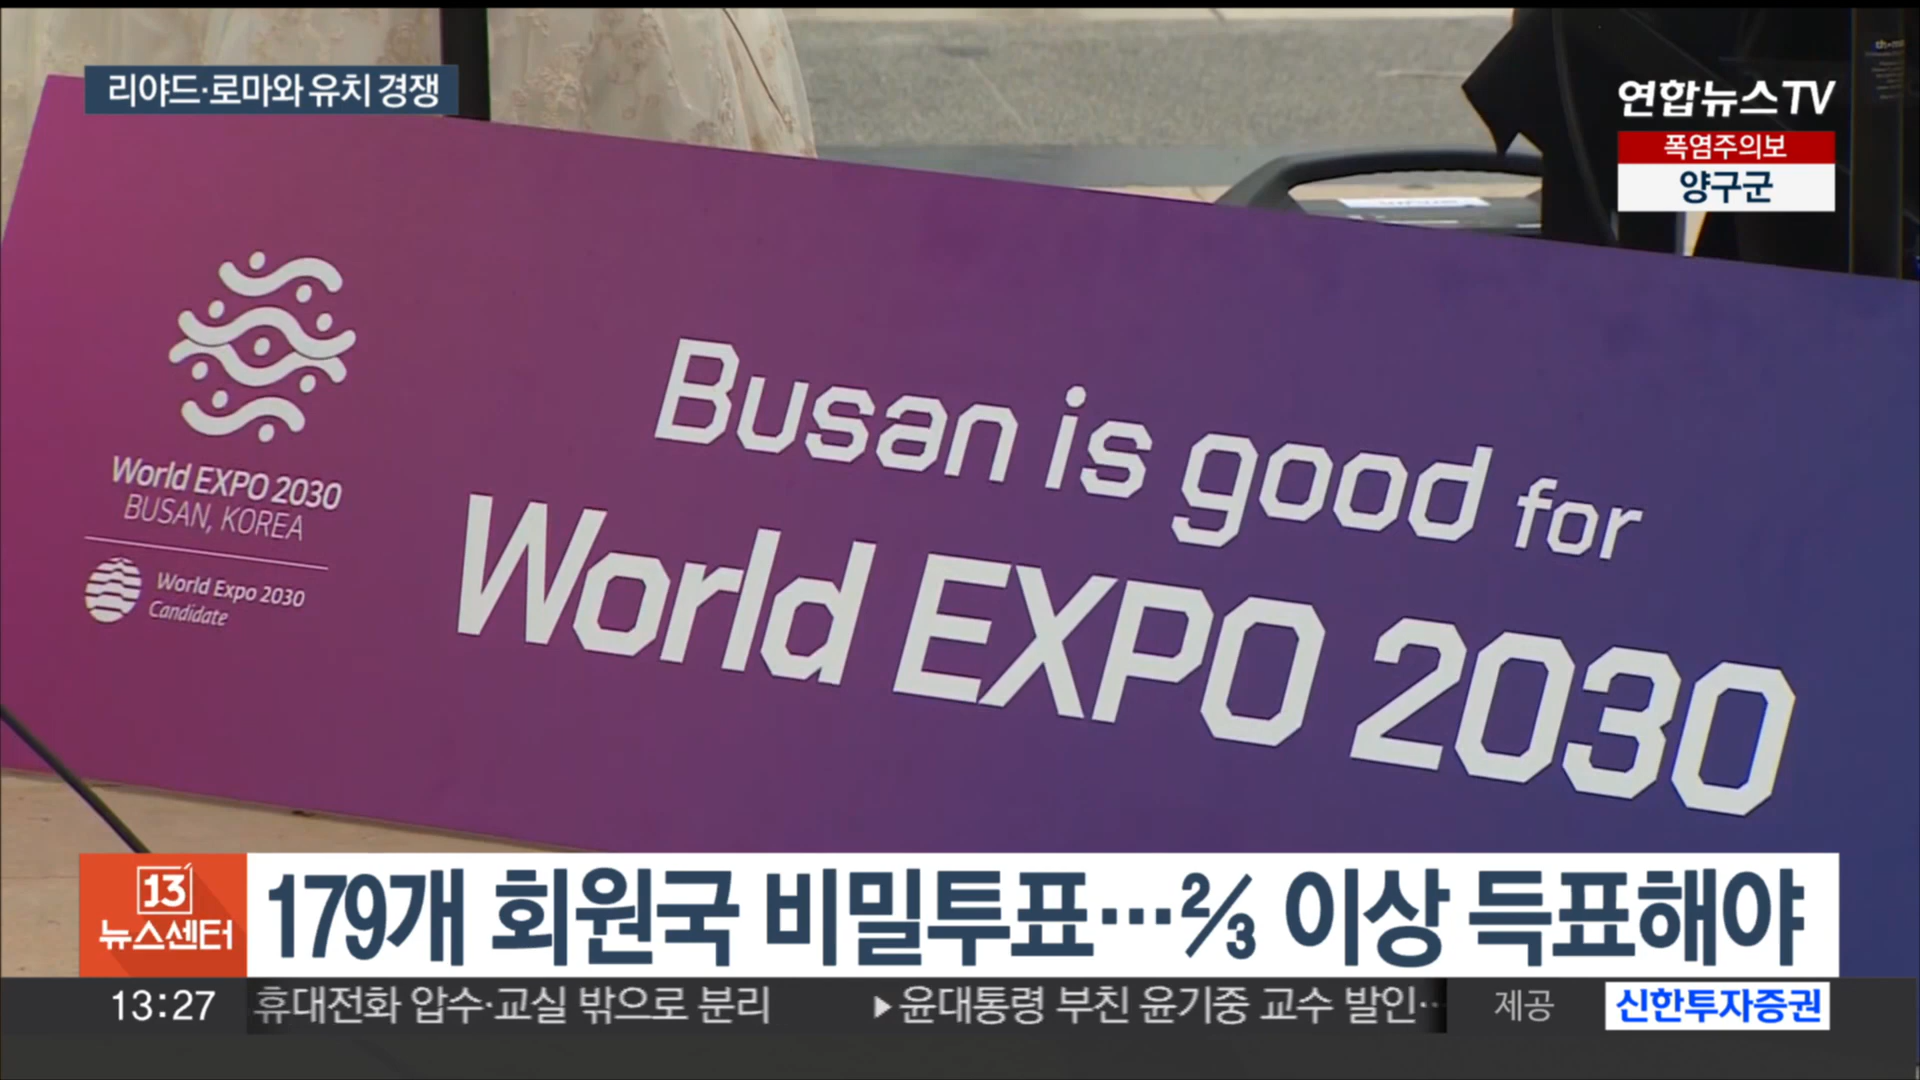 리야드·로마와 유치 경쟁
연합뉴스TV
폭염주의보
양구군
World EXPO 2030
BUSAN, KOREA
World Expo 2030
Candidate
Busan is good for
World EXPO 2030
13
뉴스센터
179개 회원국 비밀투표…⅔ 이상 득표해야
13:27
휴대전화 압수·교실 밖으로 분리
▶윤대통령 부친 윤기중 교수 발인…
제공
신한투자증권